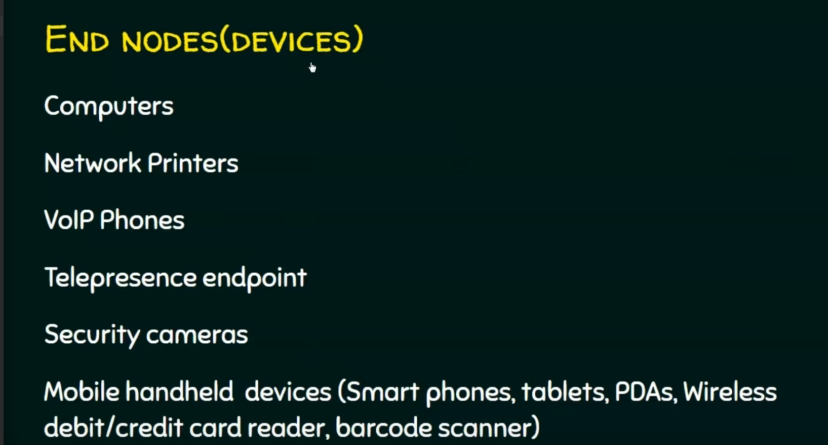 END NODES(DEVICES)
Computers
Network Printers
VoIP Phones
Telepresence endpoint
Security cameras
Mobile handheld devices (Smart phones, tablets, PDAs, Wireless
debit/credit card reader, barcode scanner)